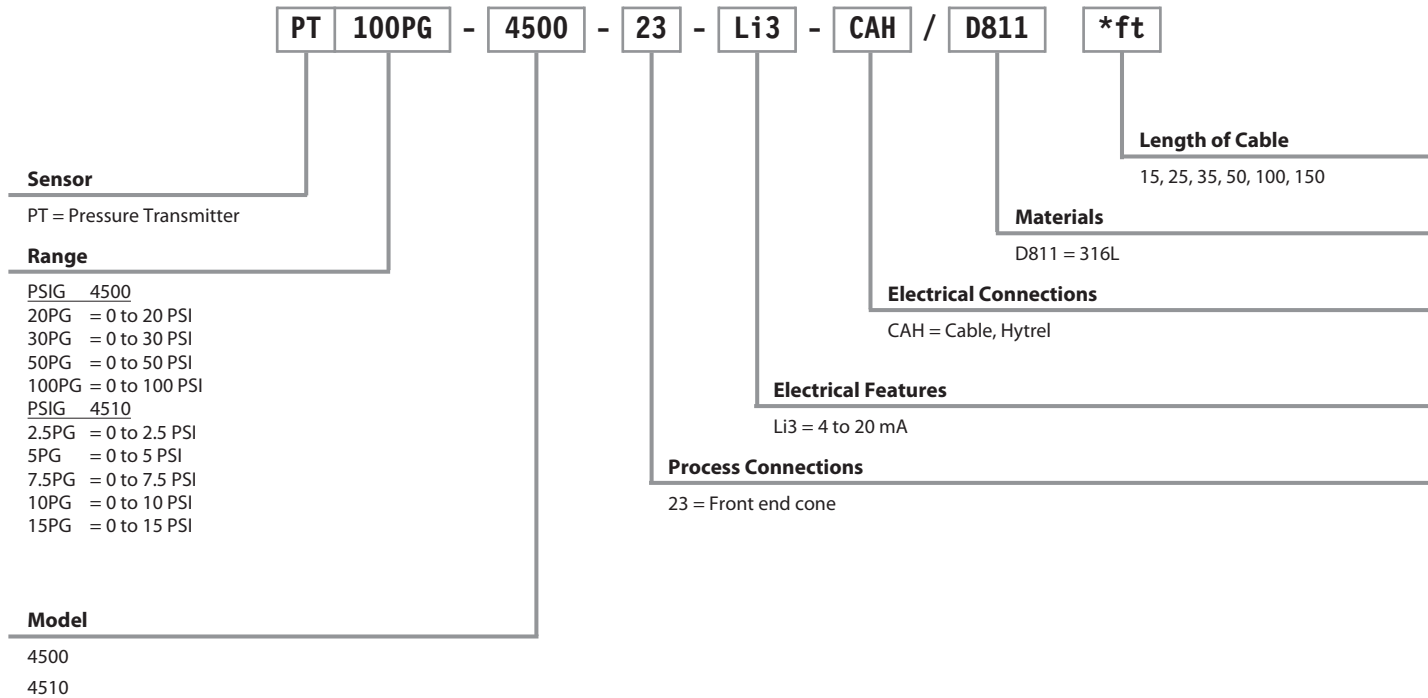 PT 100PG - 4500 - 23 - Li3 - CAH / D811 *ft
Length of Cable
15, 25, 35, 50, 100, 150
Sensor
PT = Pressure Transmitter
Materials
D811 = 316L
Range
PSIG 4500
20PG = 0 to 20 PSI
30PG = 0 to 30 PSI
50PG = 0 to 50 PSI
100PG = 0 to 100 PSI
PSIG 4510
2.5PG = 0 to 2.5 PSI
5PG = 0 to 5 PSI
7.5PG = 0 to 7.5 PSI
10PG = 0 to 10 PSI
15PG = 0 to 15 PSI
Electrical Connections
CAH = Cable, Hytrel
Electrical Features
Li3 = 4 to 20 mA
Process Connections
23 = Front end cone
Model
4500
4510